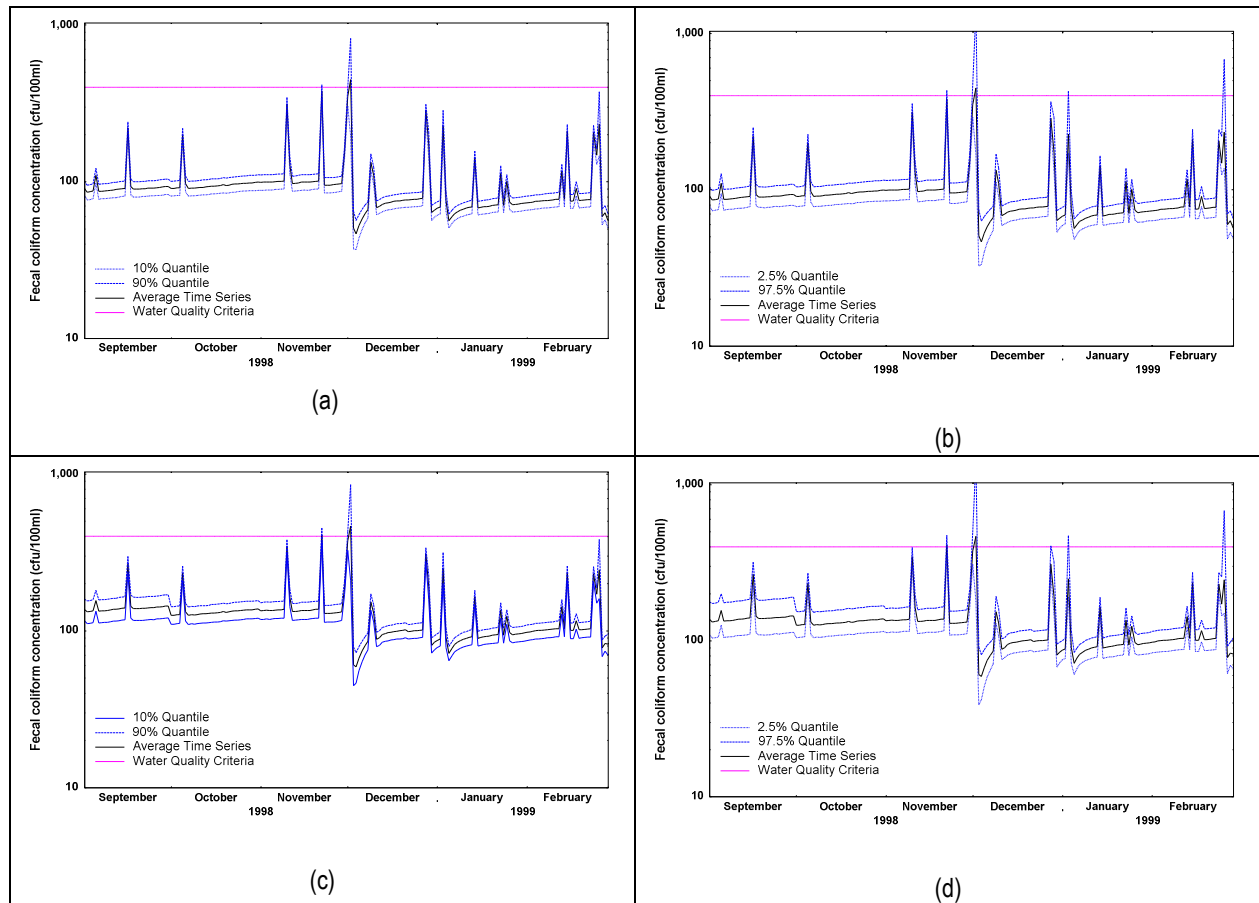 1,000
Fecal coliform concentration (cfu/100ml)
100
10% Quantile
90% Quantile
Average Time Series
Water Quality Criteria
10
September October November December January February
1998 1999
(a)
1,000
Fecal coliform concentration (cfu/100ml)
100
2.5% Quantile
97.5% Quantile
Average Time Series
Water Quality Criteria
10
September October November December January February
1998 1999
(b)
1,000
Fecal coliform concentration (cfu/100ml)
100
10% Quantile
90% Quantile
Average Time Series
Water Quality Criteria
10
September October November December January February
1998 1999
(c)
1,000
Fecal coliform concentration (cfu/100ml)
100
2.5% Quantile
97.5% Quantile
Average Time Series
Water Quality Criteria
10
September October November December January February
1998 1999
(d)